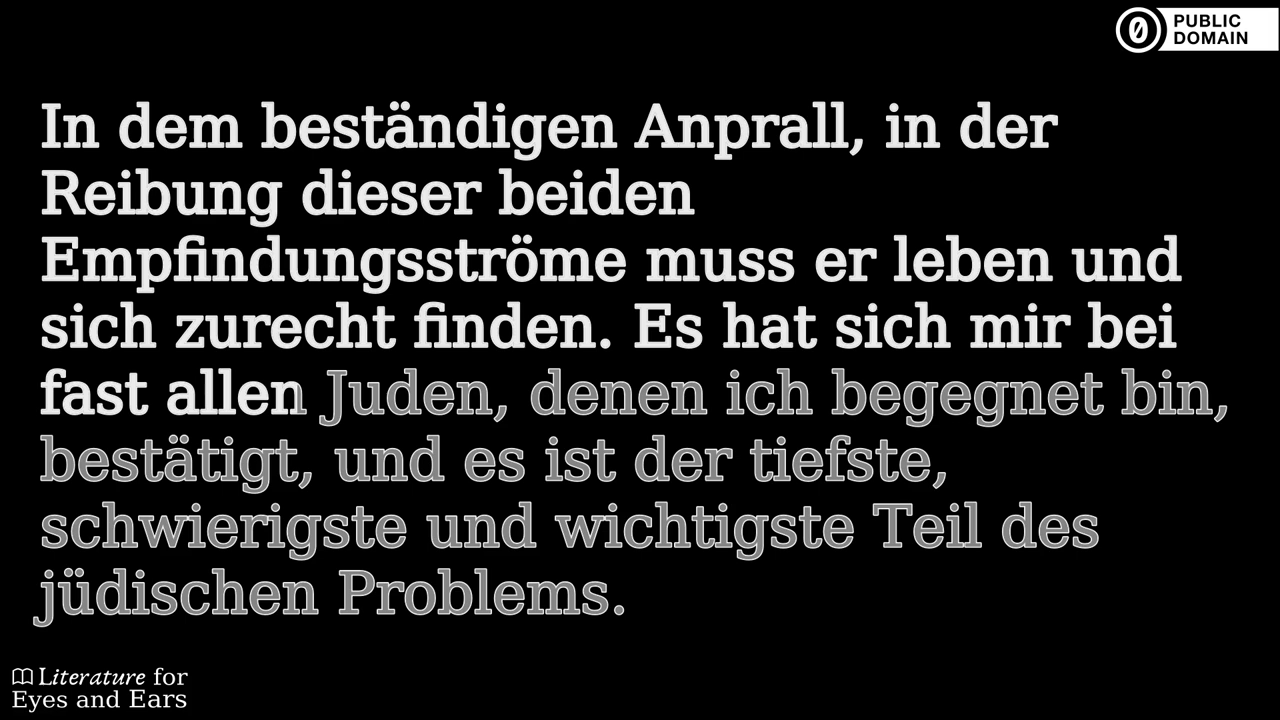 0 PUBLIC
DOMAIN
In dem beständigen Anprall, in der
Reibung dieser beiden
Empfindungsströme muss er leben und
sich zurecht finden. Es hat sich mir bei
fast allen Juden, denen ich begegnet bin,
bestätigt, und es ist der tiefste,
schwierigste und wichtigste Teil des
jüdischen Problems.
Literature for
Eyes and Ears